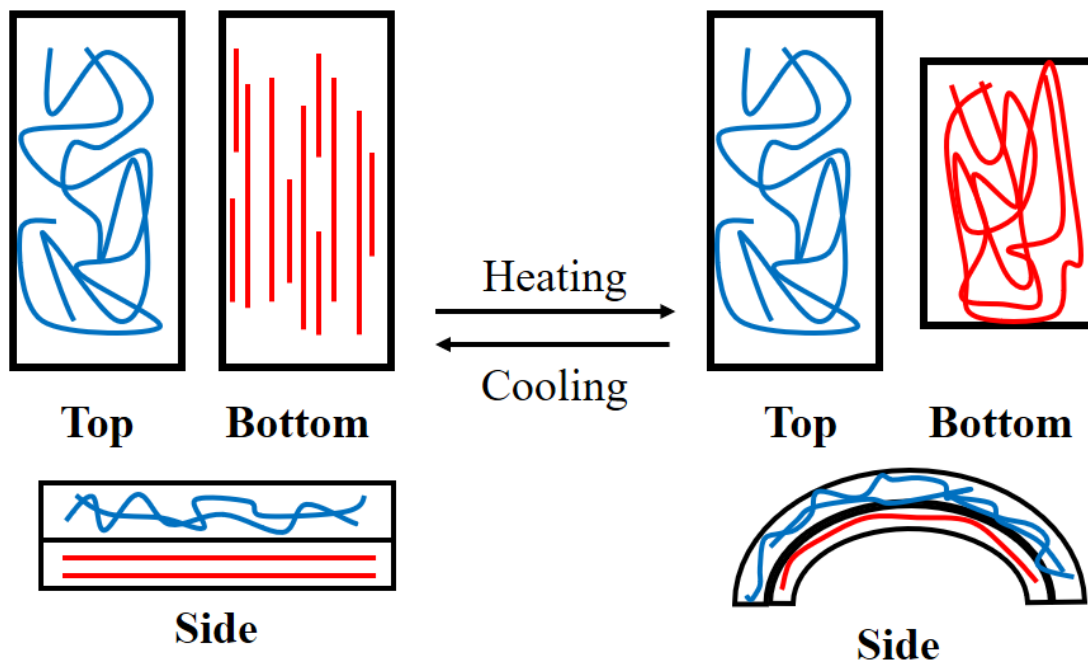 Heating
Cooling
Top
Bottom
Top
Bottom
Side
Side